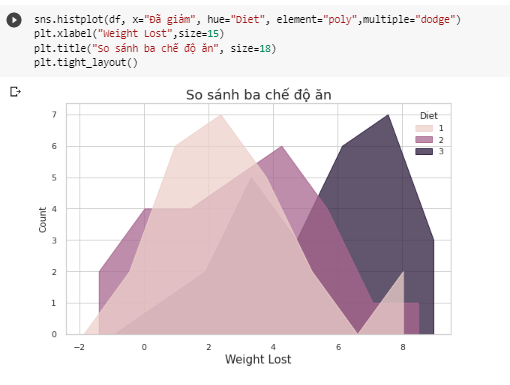 sns.histplot(df, x="Đã giảm", hue="Diet", element="poly",multiple="dodge")
plt.xlabel("Weight Lost",size=15)
plt.title("So sánh ba chế độ ăn", size=18)
plt.tight_layout()
So sánh ba chế độ ăn
Diet
1
2
3
7
6
5
4
3
2
1
0
Count
−2 0 2 4 6 8
Weight Lost